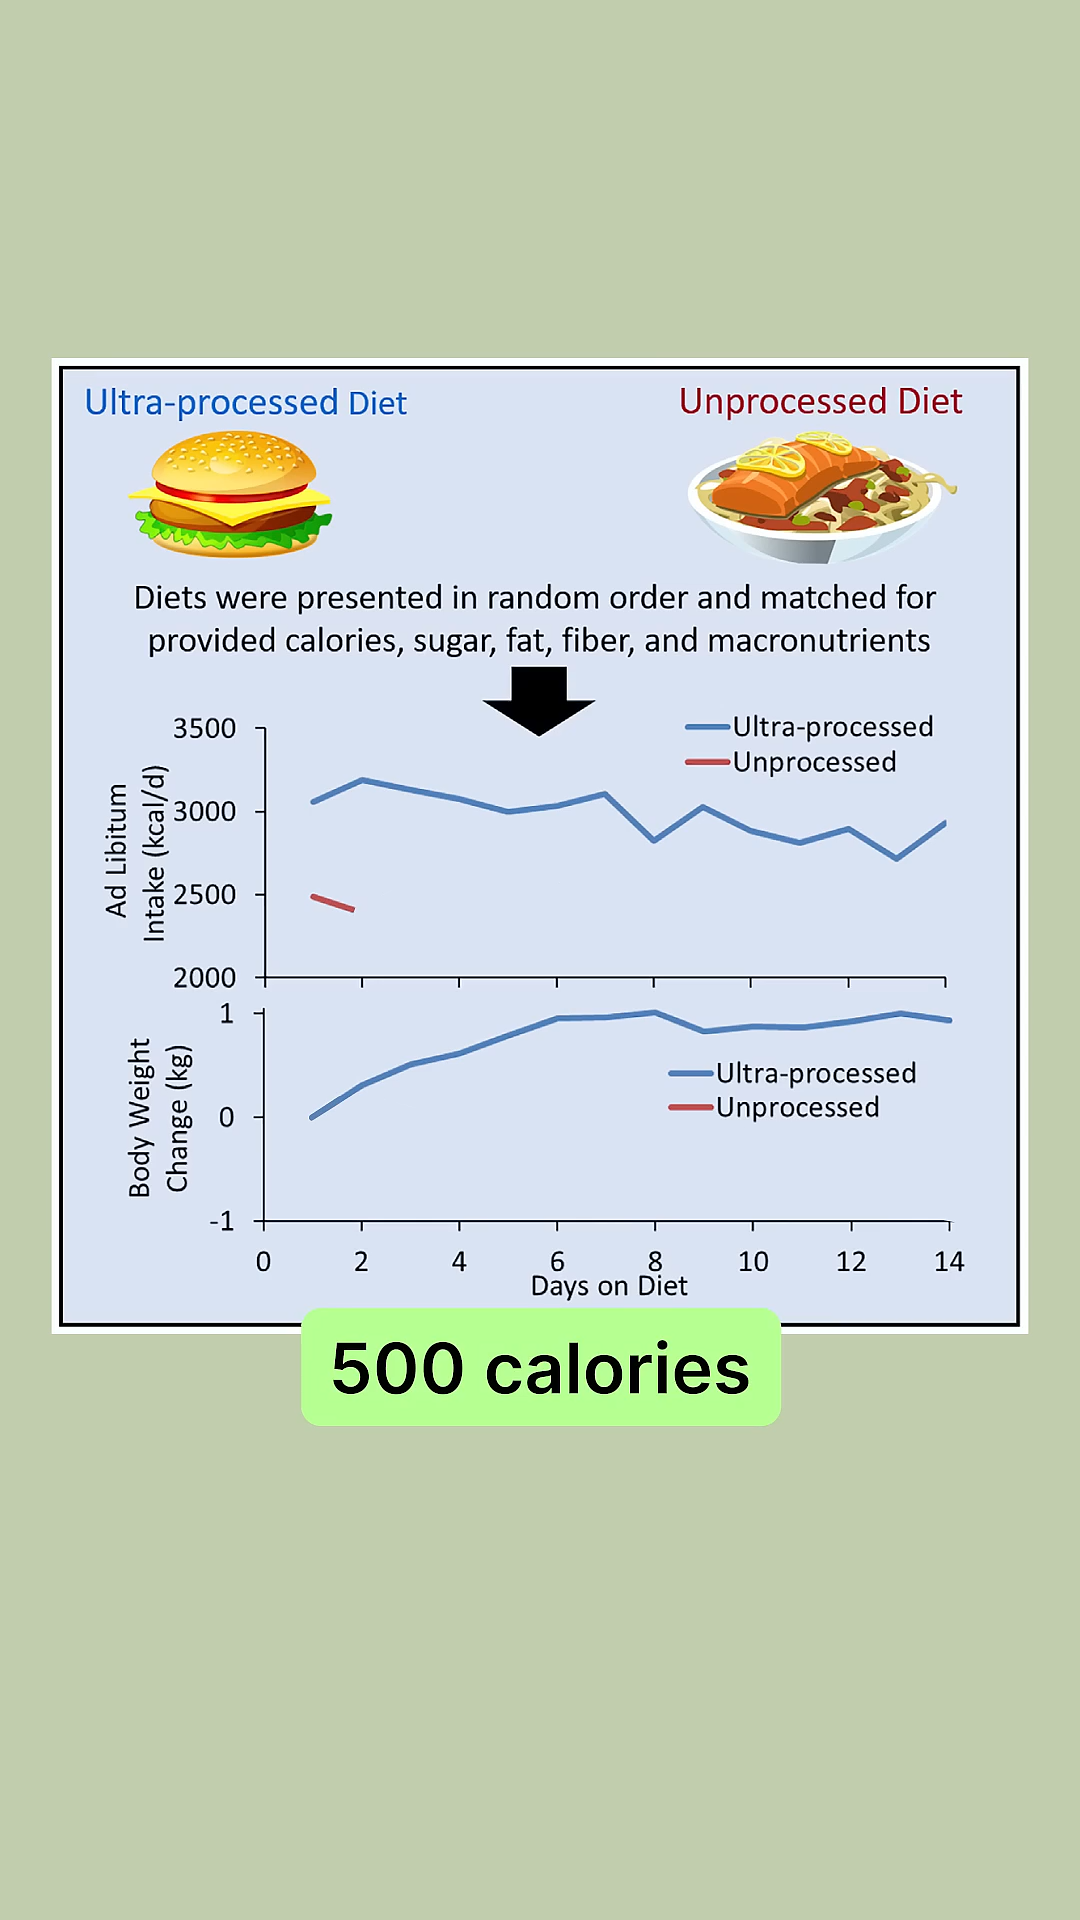 Ultra-processed Diet
Unprocessed Diet
Diets were presented in random order and matched for
provided calories, sugar, fat, fiber, and macronutrients
Ad Libitum
Intake (kcal/d)
3500
3000
2500
2000
Ultra-processed
Unprocessed
Body Weight
Change (kg)
1
0
-1
Ultra-processed
Unprocessed
0 2 4 6 8 10 12 14
Days on Diet
500 calories